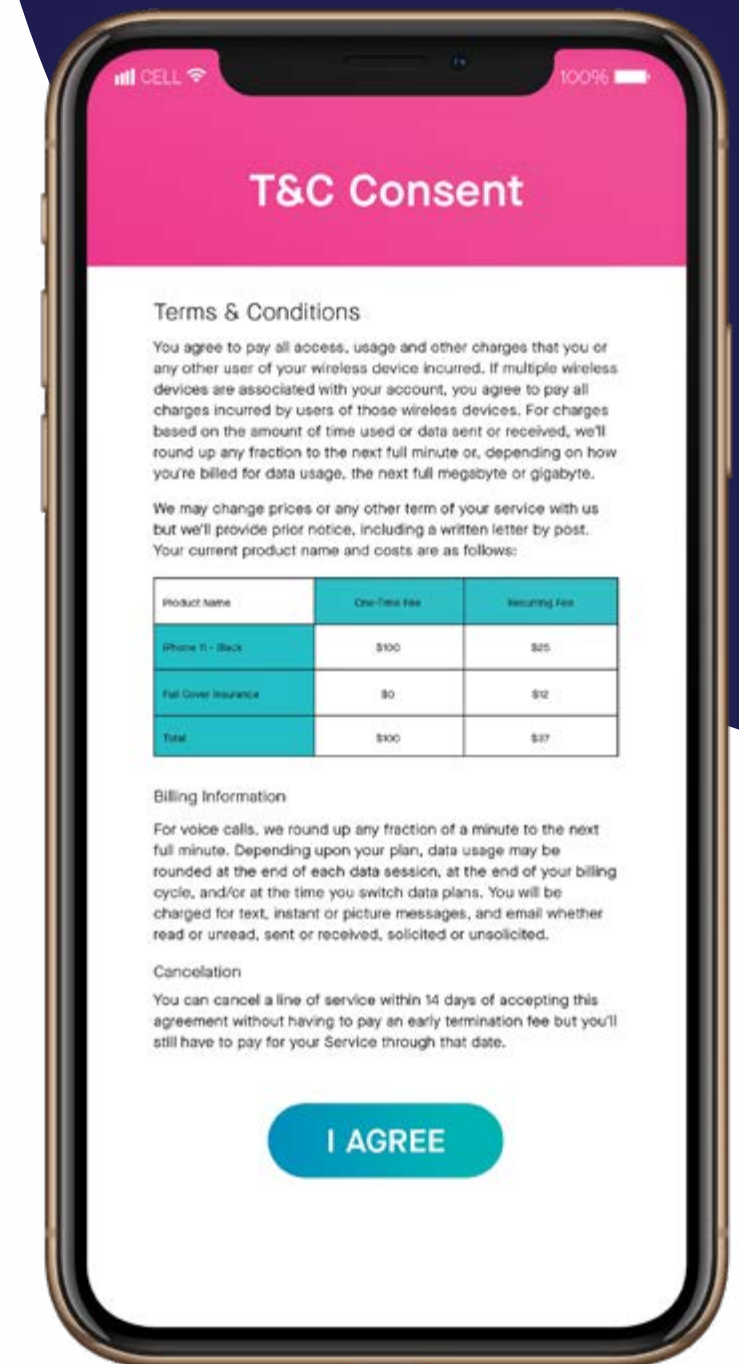 CELL
100%
T&C Consent
Terms & Conditions
You agree to pay all access, usage and other charges that you or
any other user of your wireless device incurred. If multiple wireless
devices are associated with your account, you agree to pay all
charges incurred by users of those wireless devices. For charges
based on the amount of time used or data sent or received, we'll
round up any fraction to the next full minute or, depending on how
you're billed for data usage, the next full megabyte or gigabyte.
We may change prices or any other term of your service with us
but we'll provide prior notice, including a written letter by post.
Your current product name and costs are as follows:
Product Name One-Time Fee Recurring Fee
iPhone 11 - Black $100 $25
Full Cover Insurance $0 $12
Total $100 $37
Billing Information
For voice calls, we round up any fraction of a minute to the next
full minute. Depending upon your plan, data usage may be
rounded at the end of each data session, at the end of your billing
cycle, and/or at the time you switch data plans. You will be
charged for text, instant or picture messages, and email whether
read or unread, sent or received, solicited or unsolicited.
Cancelation
You can cancel a line of service within 14 days of accepting this
agreement without having to pay an early termination fee but you'll
still have to pay for your Service through that date.
I AGREE